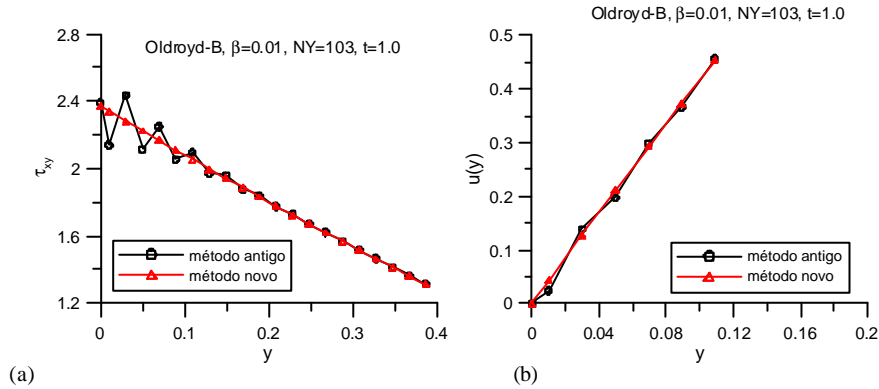 Oldroyd-B, β=0.01, NY=103, t=1.0
2.8
2.4
2
1.6
1.2
τxy
0
0.1
0.2
0.3
0.4
y
método antigo
método novo
(a)
Oldroyd-B, β=0.01, NY=103, t=1.0
0.5
0.4
0.3
0.2
0.1
0
u(y)
0
0.04
0.08
0.12
0.16
0.2
y
método antigo
método novo
(b)